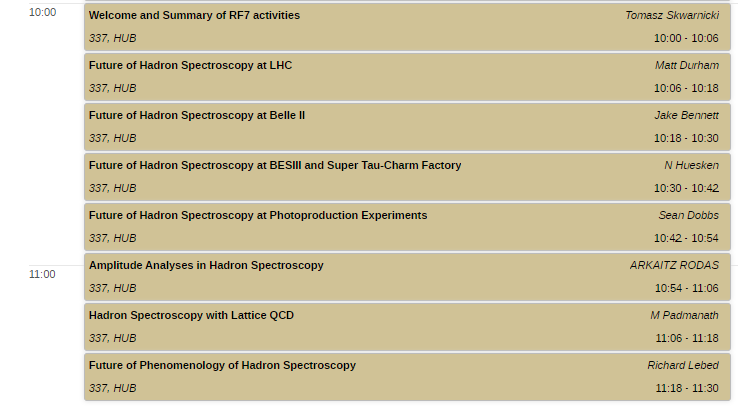 10:00
Welcome and Summary of RF7 activities Tomasz Skwarnicki
337, HUB 10:00 - 10:06
Future of Hadron Spectroscopy at LHC Matt Durham
337, HUB 10:06 - 10:18
Future of Hadron Spectroscopy at Belle II Jake Bennett
337, HUB 10:18 - 10:30
Future of Hadron Spectroscopy at BESIII and Super Tau-Charm Factory N Huesken
337, HUB 10:30 - 10:42
Future of Hadron Spectroscopy at Photoproduction Experiments Sean Dobbs
337, HUB 10:42 - 10:54
11:00
Amplitude Analyses in Hadron Spectroscopy ARKAITZ RODAS
337, HUB 10:54 - 11:06
Hadron Spectroscopy with Lattice QCD M Padmanath
337, HUB 11:06 - 11:18
Future of Phenomenology of Hadron Spectroscopy Richard Lebed
337, HUB 11:18 - 11:30